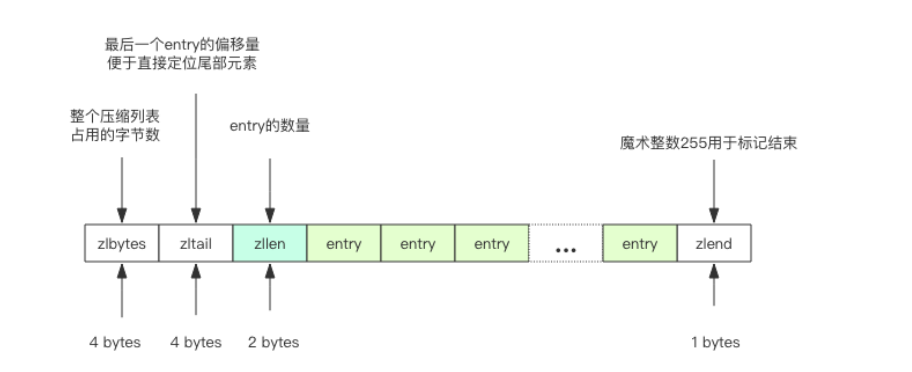 最后一个entry的偏移量
便于直接定位尾部元素
整个压缩列表
占用的字节数
entry的数量
魔术整数255用于标记结束
zlbytes
zltail
zllen
entry
entry
entry
...
entry
zlend
4 bytes
4 bytes
2 bytes
1 bytes